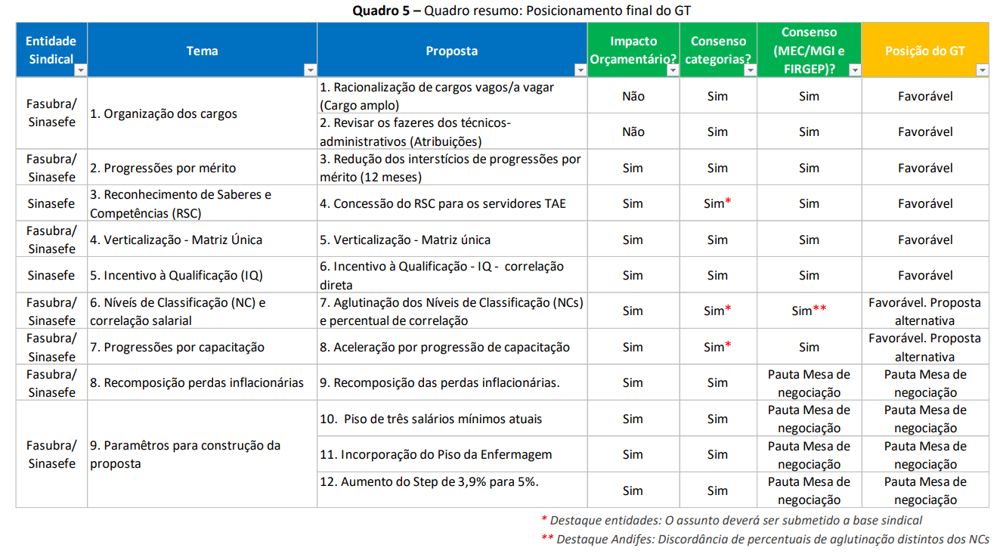 Quadro 5 – Quadro resumo: Posicionamento final do GT
Entidade
Sindical
Tema
Proposta
Impacto
Orçamentário?
Consenso
categorias?
Consenso
(MEC/MGI e
FIRGEP)?
Posição do GT
Fasubra/
Sinasefe
1. Organização dos cargos
1. Racionalização de cargos vagos/a vagar
(Cargo amplo)
Não
Sim
Sim
Favorável
2. Revisar os fazeres dos técnicos-
administrativos (Atribuições)
Não
Sim
Sim
Favorável
Fasubra/
Sinasefe
2. Progressões por mérito
3. Redução dos interstícios de progressões por
mérito (12 meses)
Sim
Sim
Sim
Favorável
Sinasefe
3. Reconhecimento de Saberes e
Competências (RSC)
4. Concessão do RSC para os servidores TAE
Sim
Sim*
Sim
Favorável
Fasubra/
Sinasefe
4. Verticalização - Matriz Única
5. Verticalização - Matriz única
Sim
Sim
Sim
Favorável
Sinasefe
5. Incentivo à Qualificação (IQ)
6. Incentivo à Qualificação - IQ - correlação
direta
Sim
Sim
Sim
Favorável
Fasubra/
Sinasefe
6. Níveís de Classificação (NC) e
correlação salarial
7. Aglutinação dos Níveis de Classificação (NCs)
e percentual de correlação
Sim
Sim*
Sim**
Favorável. Proposta
alternativa
Fasubra/
Sinasefe
7. Progressões por capacitação
8. Aceleração por progressão de capacitação
Sim
Sim*
Sim
Favorável. Proposta
alternativa
Fasubra/
Sinasefe
8. Recomposição perdas inflacionárias
9. Recomposição das perdas inflacionárias.
Sim
Sim
Pauta Mesa de
negociação
Pauta Mesa de
negociação
Fasubra/
Sinasefe
9. Paramêtros para construção da
proposta
10. Piso de três salários mínimos atuais
Sim
Sim
Pauta Mesa de
negociação
Pauta Mesa de
negociação
11. Incorporação do Piso da Enfermagem
Sim
Sim
Pauta Mesa de
negociação
Pauta Mesa de
negociação
12. Aumento do Step de 3,9% para 5%.
Sim
Sim
Pauta Mesa de
negociação
Pauta Mesa de
negociação
* Destaque entidades: O assunto deverá ser submetido a base sindical
** Destaque Andifes: Discordância de percentuais de aglutinação distintos dos NCs